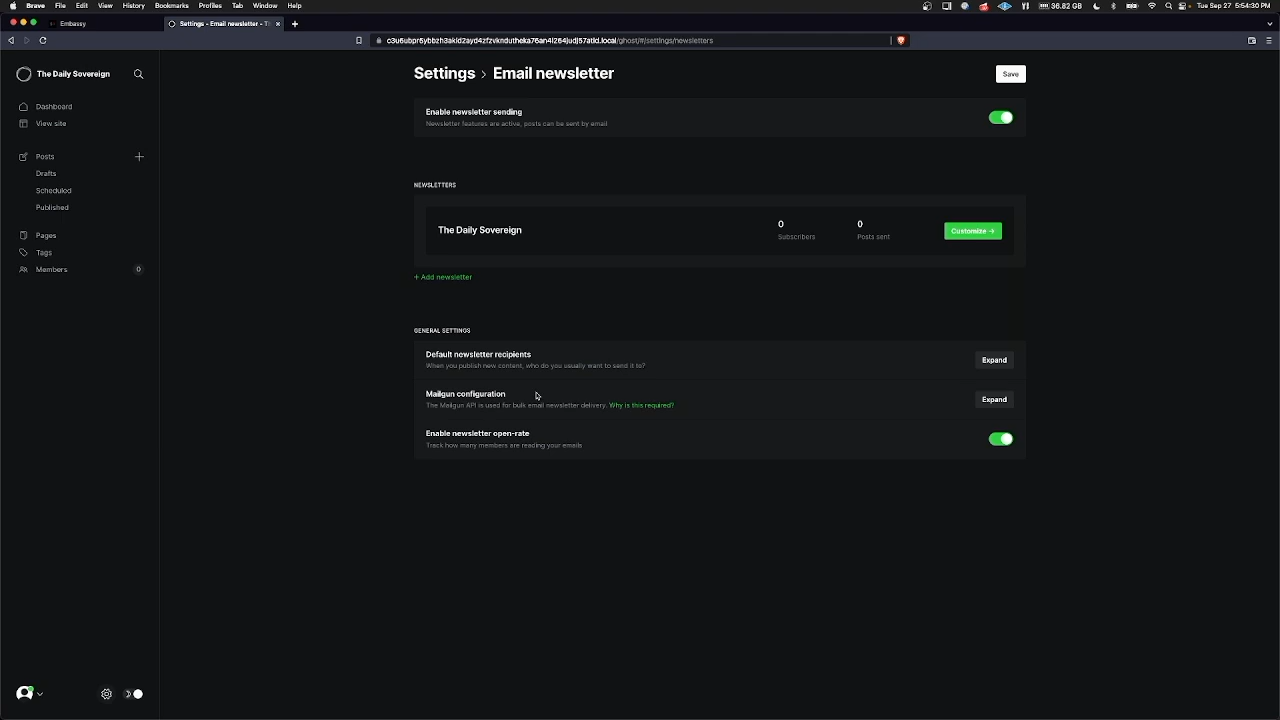 Brave File Edit View History Bookmarks Profiles Tab Window Help 36.82 GB Tue Sep 27 5:54:30 PM
Embassy
Settings - Email newsletter - Th
/ghost/#/settings/newsletters
The Daily Sovereign
Dashboard
View site
Posts
Drafts
Scheduled
Published
Pages
Tags
Members 0
Settings › Email newsletter
Save
Enable newsletter sending
Newsletter features are active, posts can be sent by email
NEWSLETTERS
The Daily Sovereign
0
Subscribers
0
Posts sent
Customize →
+ Add newsletter
GENERAL SETTINGS
Default newsletter recipients
When you publish new content, who do you usually want to send it to?
Expand
Mailgun configuration
The Mailgun API is used for bulk email newsletter delivery. Why is this required?
Expand
Enable newsletter open-rate
Track how many members are reading your emails